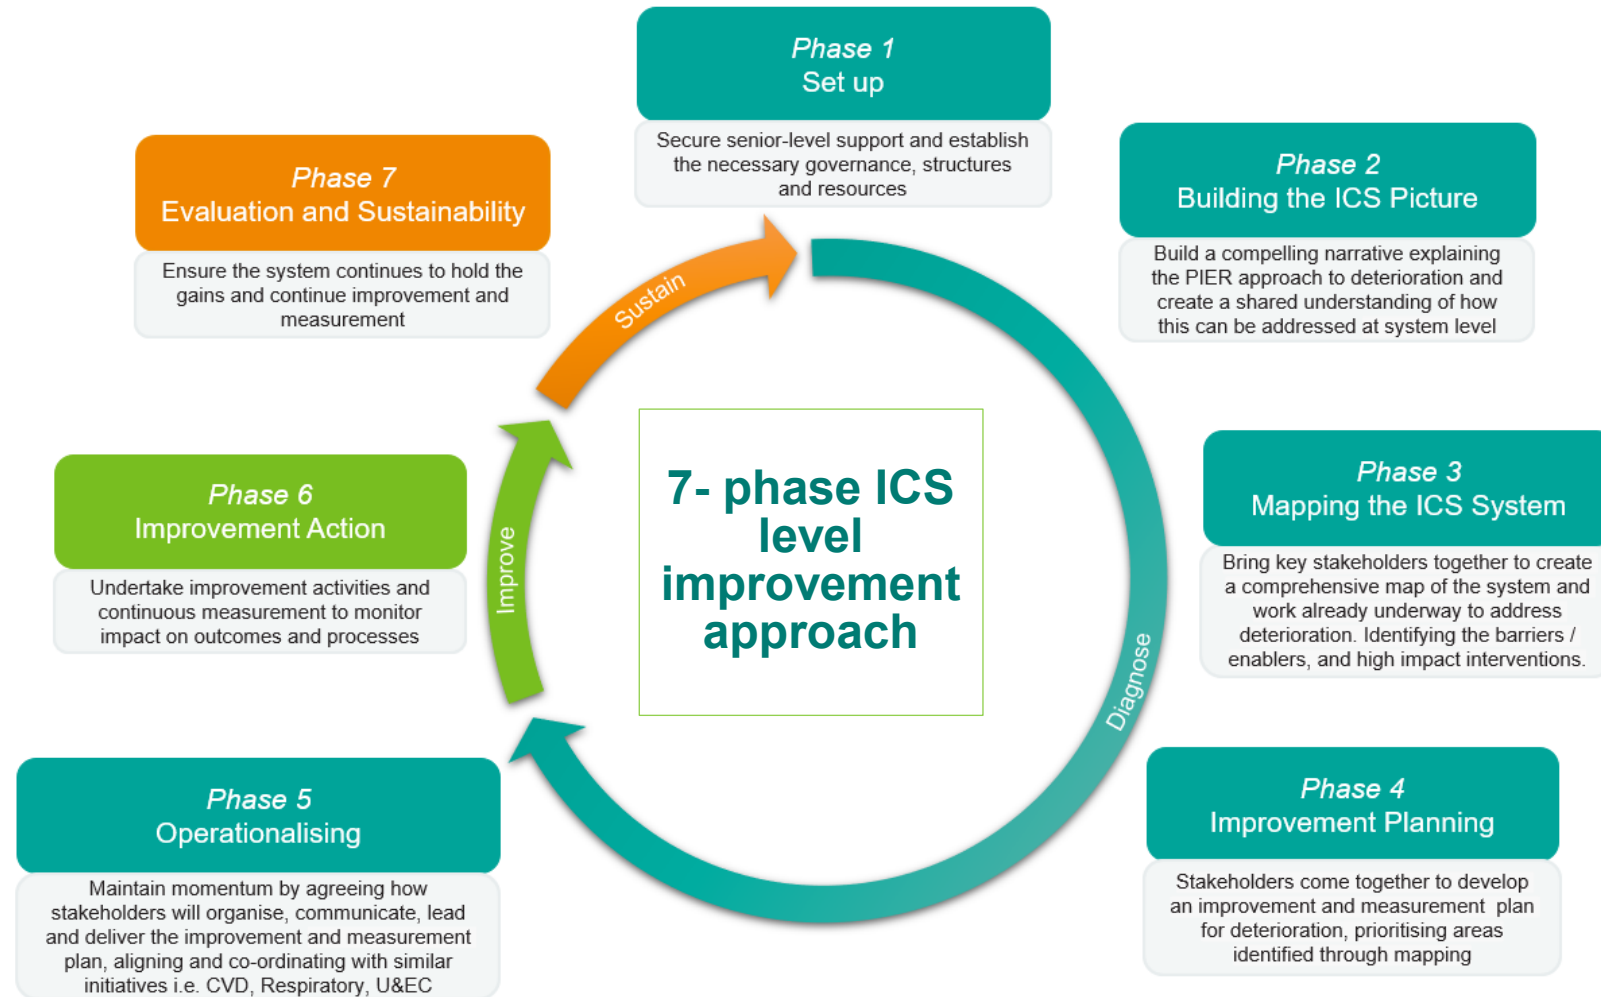 Phase 1
Set up
Secure senior-level support and establish
the necessary governance, structures
and resources
Phase 2
Building the ICS Picture
Build a compelling narrative explaining
the PIER approach to deterioration and
create a shared understanding of how
this can be addressed at system level
Phase 3
Mapping the ICS System
Bring key stakeholders together to create
a comprehensive map of the system and
work already underway to address
deterioration. Identifying the barriers /
enablers, and high impact interventions.
Phase 4
Improvement Planning
Stakeholders come together to develop
an improvement and measurement plan
for deterioration, prioritising areas
identified through mapping
Phase 5
Operationalising
Maintain momentum by agreeing how
stakeholders will organise, communicate, lead
and deliver the improvement and measurement
plan, aligning and co-ordinating with similar
initiatives i.e. CVD, Respiratory, U&EC
Phase 6
Improvement Action
Undertake improvement activities and
continuous measurement to monitor
impact on outcomes and processes
Phase 7
Evaluation and Sustainability
Ensure the system continues to hold the
gains and continue improvement and
measurement
Diagnose
Improve
Sustain
7- phase ICS
level
improvement
approach